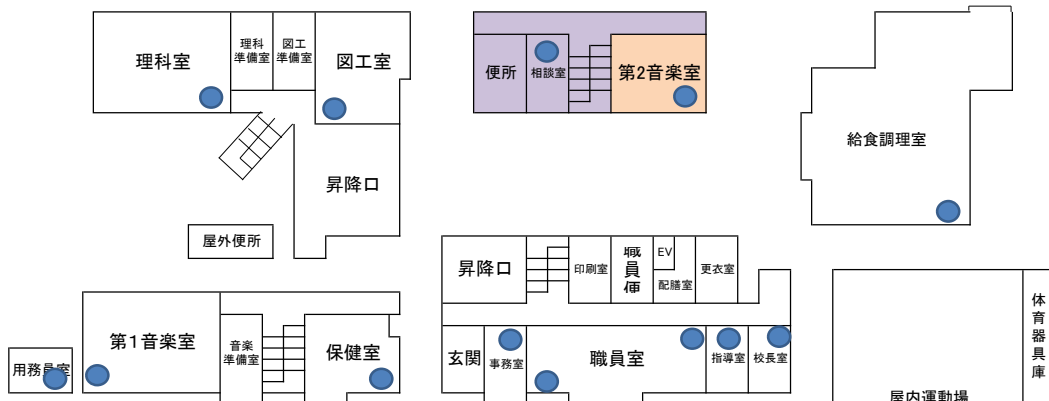 理科室
理科
準備室
図工
準備室
図工室
便所
相談室
第2音楽室
給食調理室
昇降口
屋外便所
昇降口
印刷室
職
員
便
EV
配膳室
更衣室
第1音楽室
音楽
準備室
保健室
用務員室
玄関
事務室
職員室
指導室
校長室
体
育
器
具
庫
屋内運動場